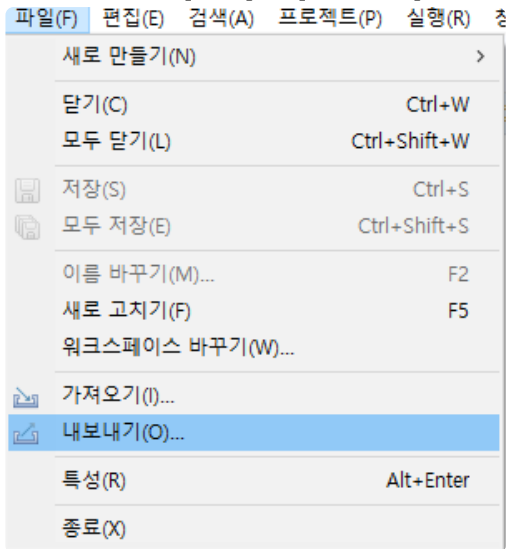 파일(F) 편집(E) 검색(A) 프로젝트(P) 실행(R)
새로 만들기(N) >
닫기(C) Ctrl+W
모두 닫기(L) Ctrl+Shift+W
저장(S) Ctrl+S
모두 저장(E) Ctrl+Shift+S
이름 바꾸기(M)... F2
새로 고치기(F) F5
워크스페이스 바꾸기(W)...
가져오기(I)...
내보내기(O)...
특성(R) Alt+Enter
종료(X)